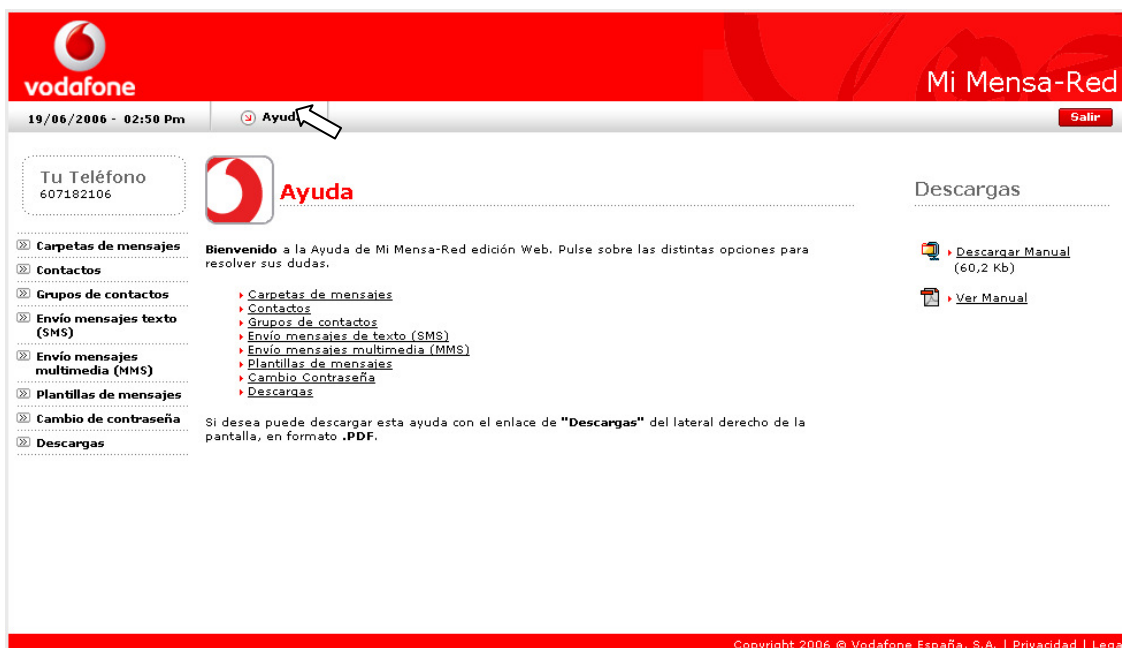 vodafone
Mi Mensa-Red
19/06/2006 - 02:50 Pm
Salir
Tu Teléfono
607182106
Carpetas de mensajes
Contactos
Grupos de contactos
Envío mensajes texto
(SMS)
Envío mensajes
multimedia (MMS)
Plantillas de mensajes
Cambio de contraseña
Descargas
Ayuda
Bienvenido a la Ayuda de Mi Mensa-Red edición Web. Pulse sobre las distintas opciones para
resolver sus dudas.
Carpetas de mensajes
Contactos
Grupos de contactos
Envío mensajes de texto (SMS)
Envío mensajes multimedia (MMS)
Plantillas de mensajes
Cambio Contraseña
Descargas
Si desea puede descargar esta ayuda con el enlace de "Descargas" del lateral derecho de la
pantalla, en formato .PDF.
Descargas
Descargar Manual
(60,2 Kb)
Ver Manual
Copyright 2006 © Vodafone España, S.A. | Privacidad |